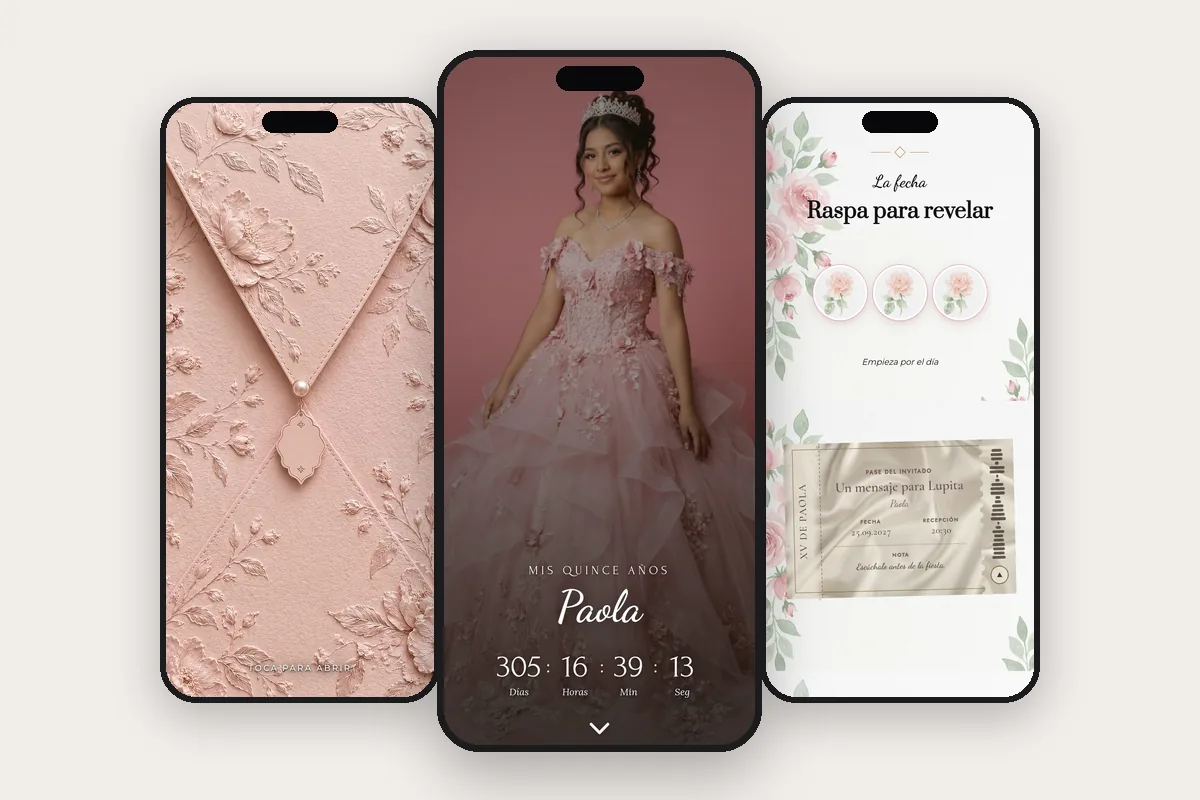 TOCA PARA ABRIR
MIS QUINCE AÑOS
Paola
305 : 16 : 39 : 13
Días Horas Min Seg
La fecha
Raspa para revelar
Empieza por el día
XV DE PAOLA
PASE DEL INVITADO
Un mensaje para Lupita
Paola
FECHA RECEPCIÓN
25.09.2027 20:30
NOTA
Escúchalo antes de la fiesta